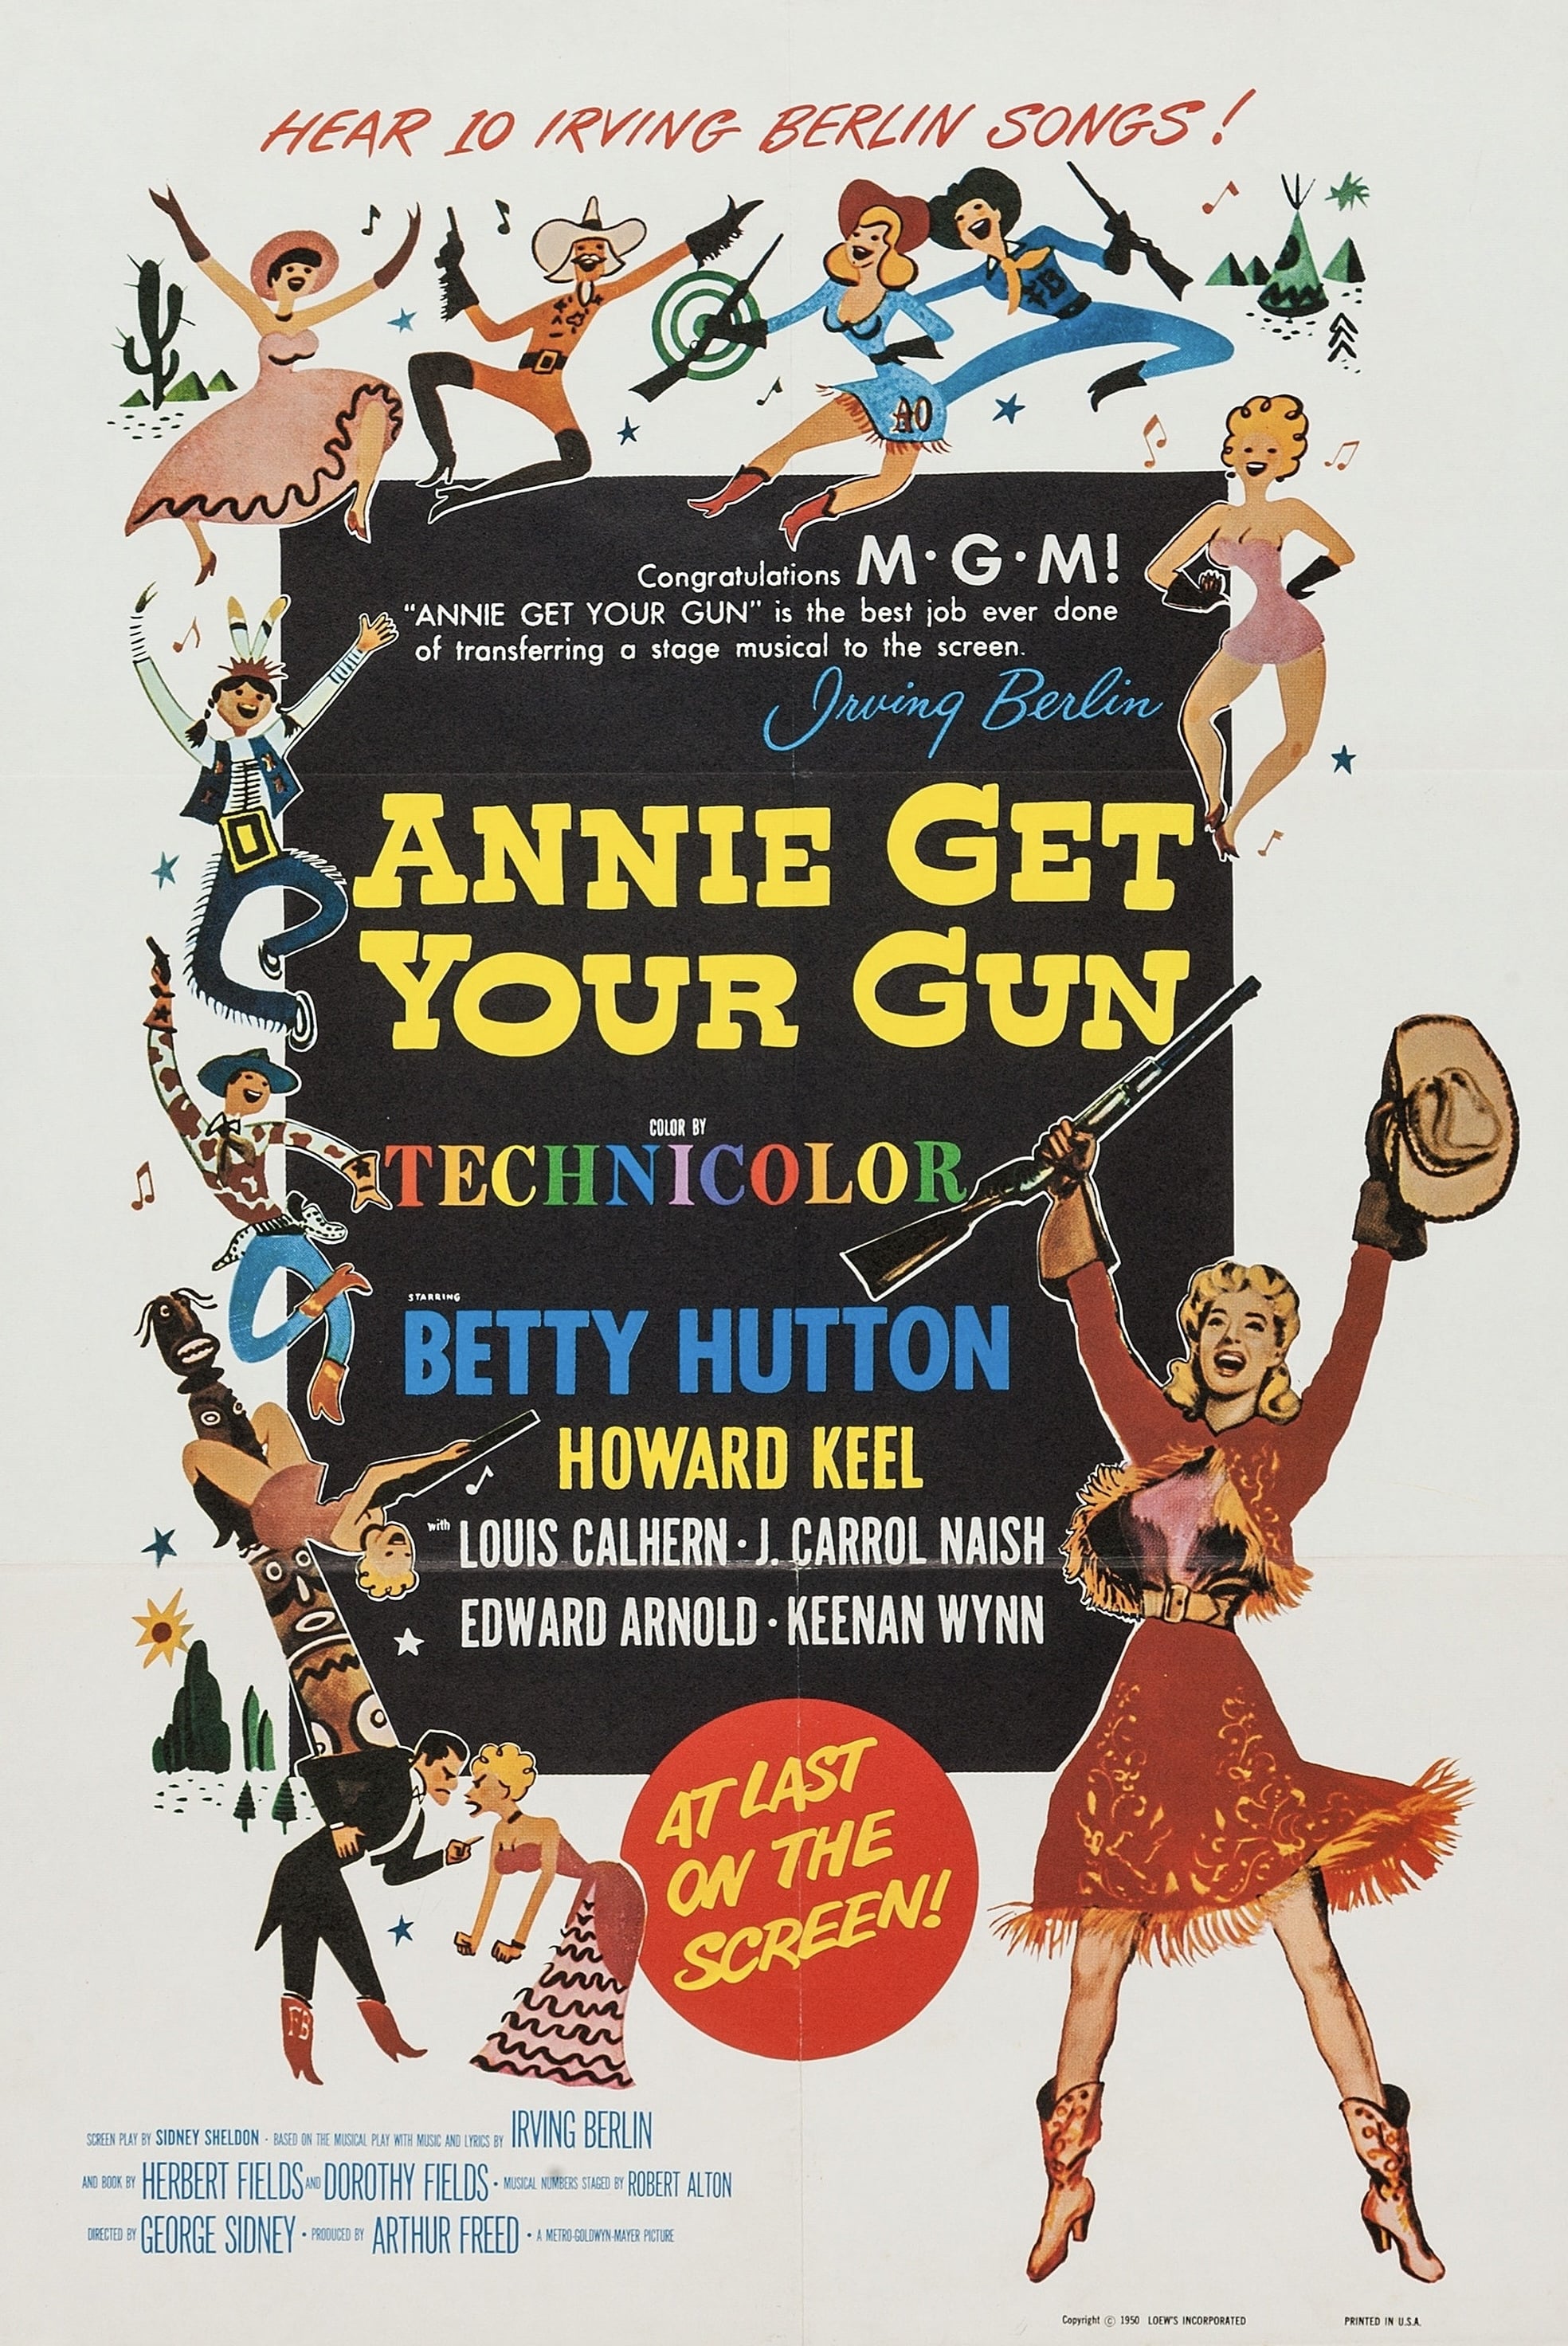 HEAR 10 IRVING BERLIN SONGS!
AO
FB
Congratulations M·G·M!
"ANNIE GET YOUR GUN" is the best job ever done
of transferring a stage musical to the screen.
Irving Berlin
ANNIE GET
YOUR GUN
COLOR BY
TECHNICOLOR
STARRING
BETTY HUTTON
HOWARD KEEL
with LOUIS CALHERN · J. CARROL NAISH
EDWARD ARNOLD · KEENAN WYNN
AT LAST
ON THE
SCREEN!
FB
SCREEN PLAY BY SIDNEY SHELDON · BASED ON THE MUSICAL PLAY WITH MUSIC AND LYRICS BY IRVING BERLIN
AND BOOK BY HERBERT FIELDS AND DOROTHY FIELDS · MUSICAL NUMBERS STAGED BY ROBERT ALTON
DIRECTED BY GEORGE SIDNEY · PRODUCED BY ARTHUR FREED · A METRO-GOLDWYN-MAYER PICTURE
Copyright © 1950 LOEW'S INCORPORATED
PRINTED IN U.S.A.